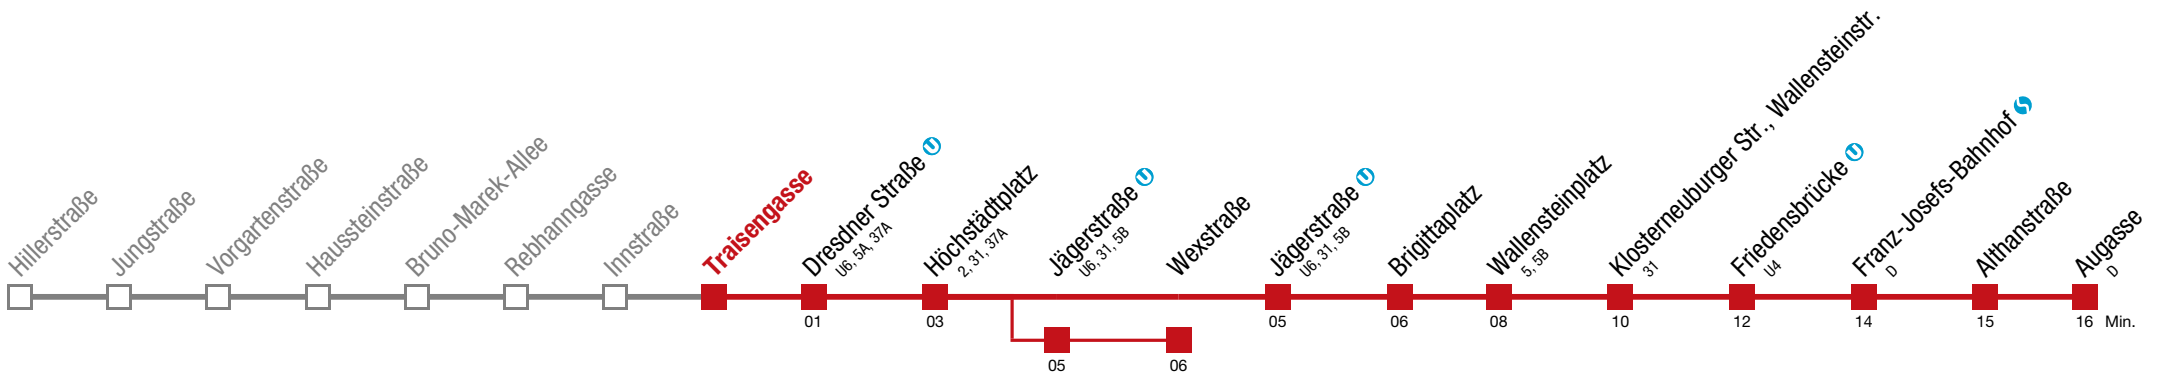 Hillerstraße
Jungstraße
Vorgartenstraße
Haussteinstraße
Bruno-Marek-Allee
Rebhanngasse
Innstraße
Traisengasse
Dresdner Straße U
U6, 5A, 37A
Höchstädtplatz
2, 31, 37A
Jägerstraße U
U6, 31, 5B
Wexstraße
Jägerstraße U
U6, 31, 5B
Brigittaplatz
Wallensteinplatz
5, 5B
Klosterneuburger Str., Wallensteinstr.
31
Friedensbrücke U
U4
Franz-Josefs-Bahnhof S
D
Althanstraße
Augasse
D
01 03 05 06 08 10 12 14 15 16 Min.
05 06